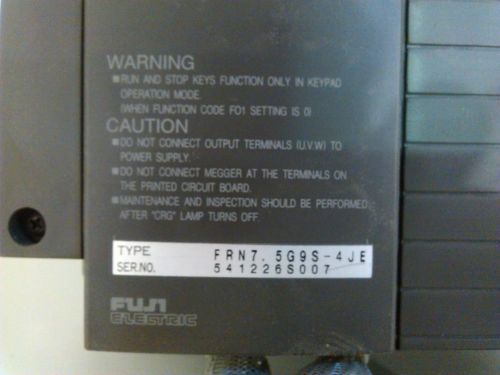 WARNING
■RUN AND STOP KEYS FUNCTION ONLY IN KEYPAD
OPERATION MODE.
(WHEN FUNCTION CODE F01 SETTING IS 0)
CAUTION
■DO NOT CONNECT OUTPUT TERMINALS (U.V.W) TO
POWER SUPPLY.
■DO NOT CONNECT MEGGER AT THE TERMINALS ON
THE PRINTED CIRCUIT BOARD.
■MAINTENANCE AND INSPECTION SHOULD BE PERFORMED
AFTER "CRG" LAMP TURNS OFF.
TYPE FRN7.5G9S-4JE
SER.NO. 541226S007
FUJI
ELECTRIC